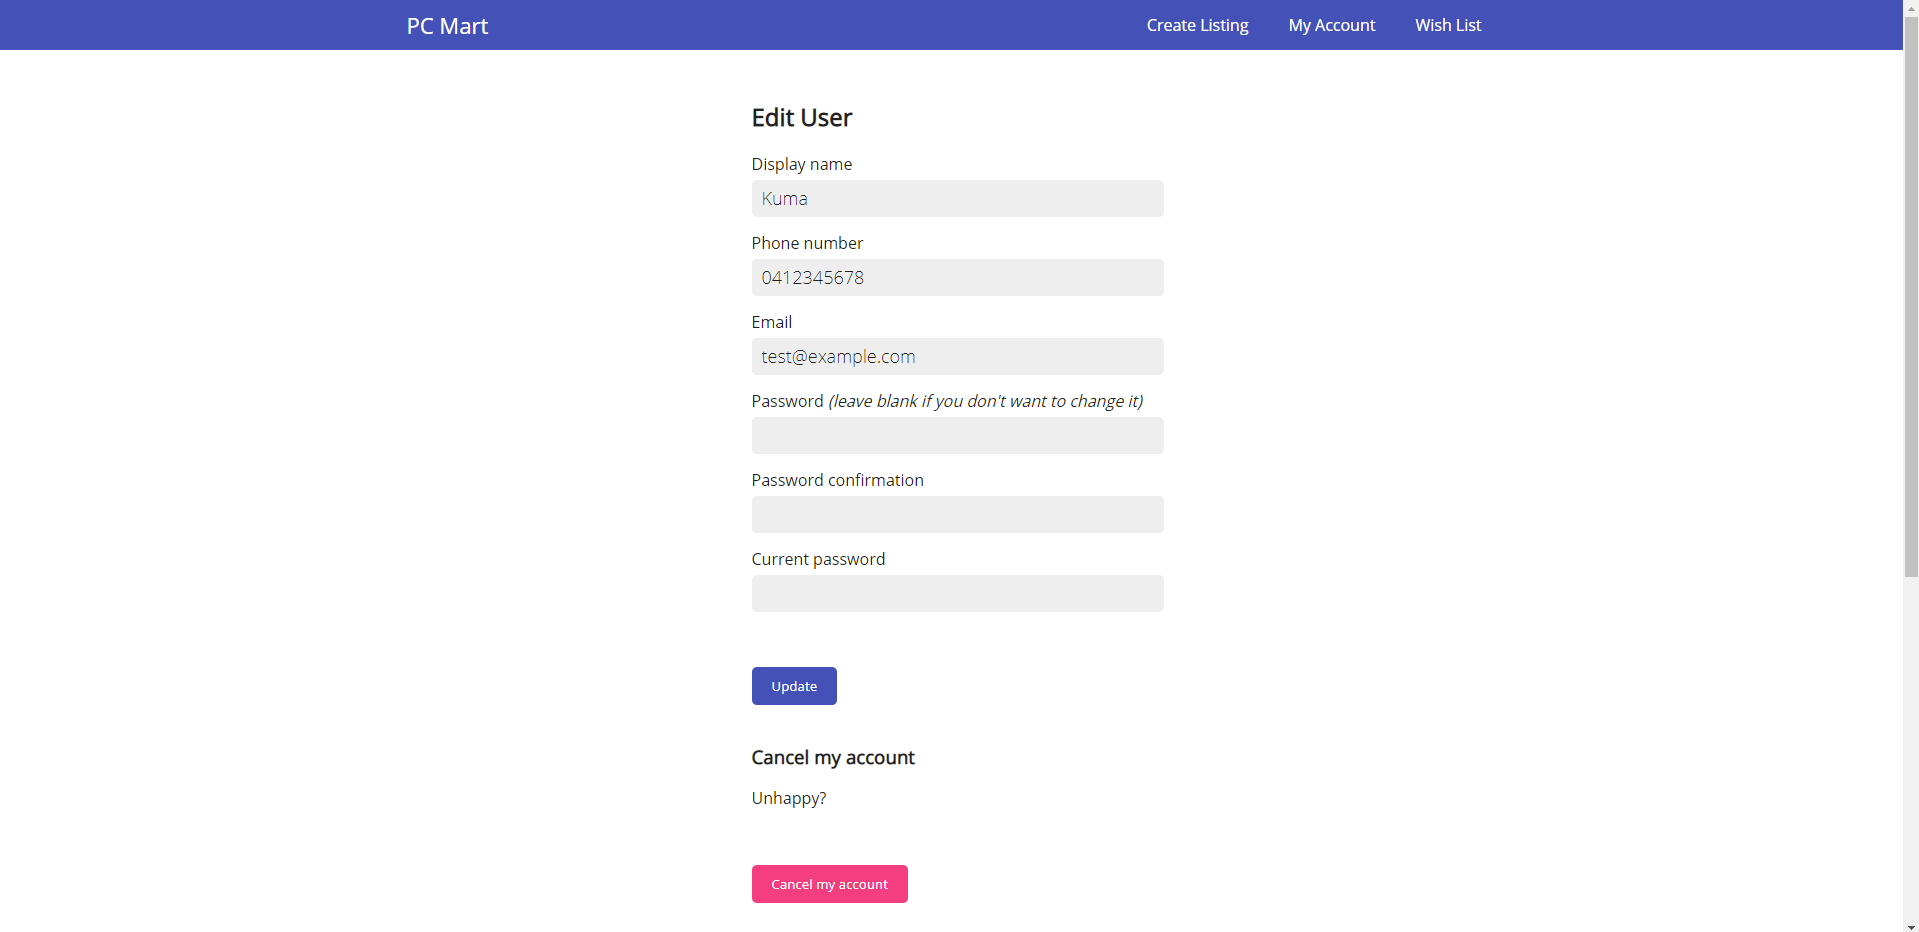 PC Mart
Create Listing
My Account
Wish List
Edit User
Display name
Kuma
Phone number
0412345678
Email
test@example.com
Password (leave blank if you don't want to change it)
Password confirmation
Current password
Update
Cancel my account
Unhappy?
Cancel my account